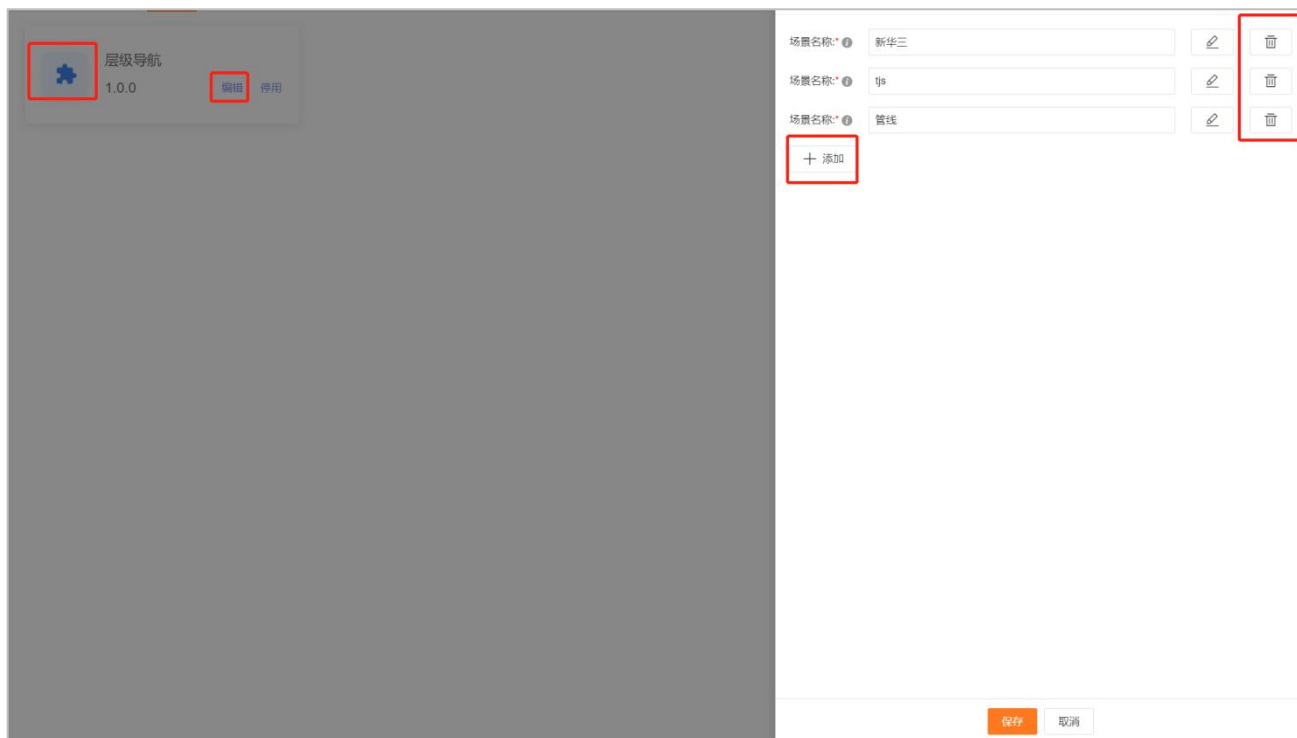 层级导航
1.0.0
编辑 停用
场景名称:* 新华三
场景名称:* tjs
场景名称:* 管线
添加
保存 取消